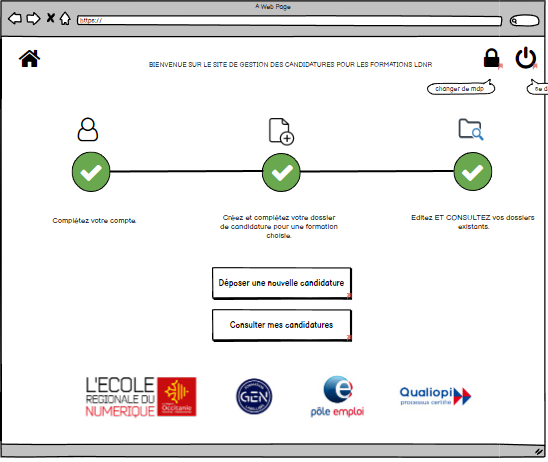 A Web Page
https://
BIENVENUE SUR LE SITE DE GESTION DES CANDIDATURES POUR LES FORMATIONS LDNR
changer de mdp
se d
Complétez votre compte.
Créez et complétez votre dossier
de candidature pour une formation
choisie.
Editez ET CONSULTEZ vos dossiers
existants.
Déposer une nouvelle candidature
Consulter mes candidatures
L'ECOLE
REGIONALE DU
NUMERIQUE
Occitanie
GEN
pôle emploi
Qualiopi
processus certifié